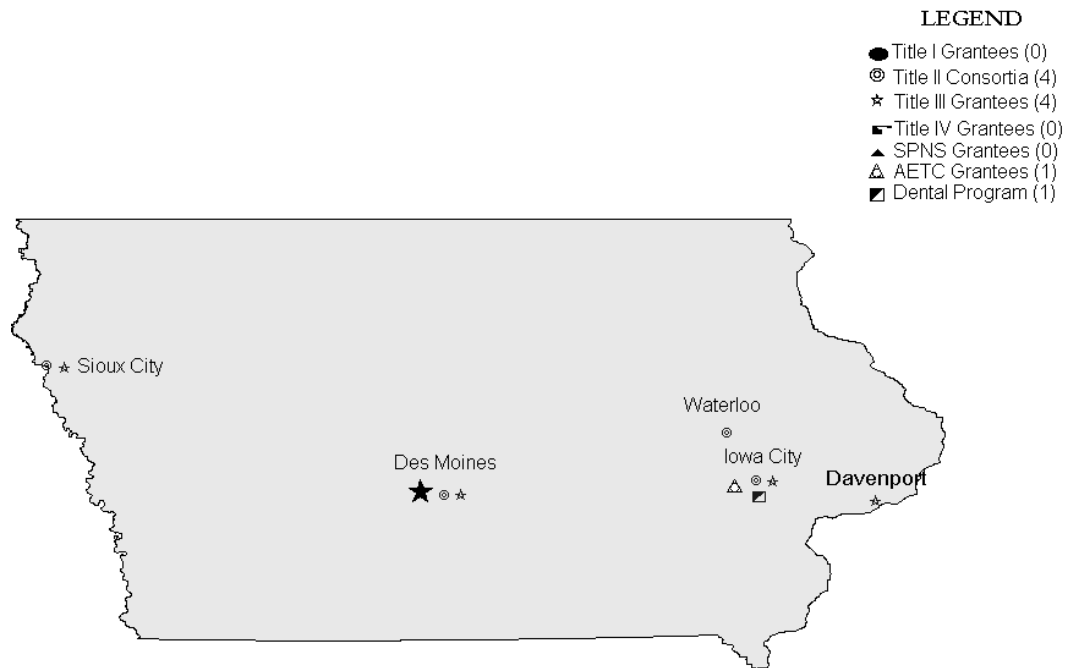 LEGEND
Title I Grantees (0)
Title II Consortia (4)
Title III Grantees (4)
Title IV Grantees (0)
SPNS Grantees (0)
AETC Grantees (1)
Dental Program (1)
Sioux City
Waterloo
Des Moines
Iowa City
Davenport